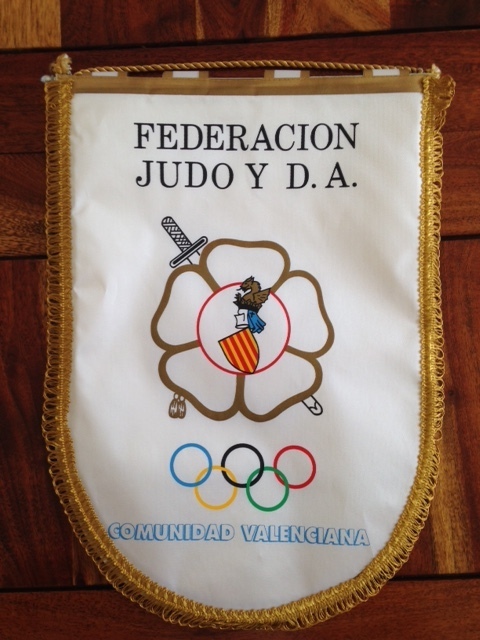 FEDERACION
JUDO Y D. A.
COMUNIDAD VALENCIANA